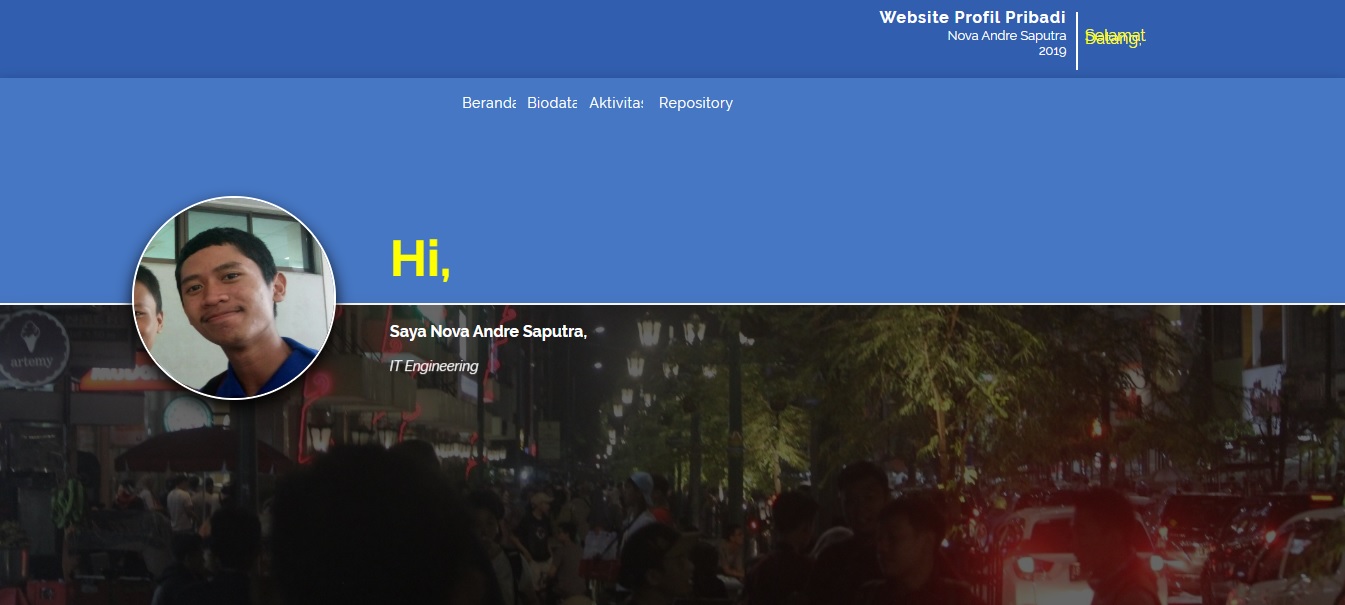 Website Profil Pribadi
Nova Andre Saputra
2019
Selamat
Datang,
Beranda Biodata Aktivitas Repository
Hi,
Saya Nova Andre Saputra,
IT Engineering
artemy